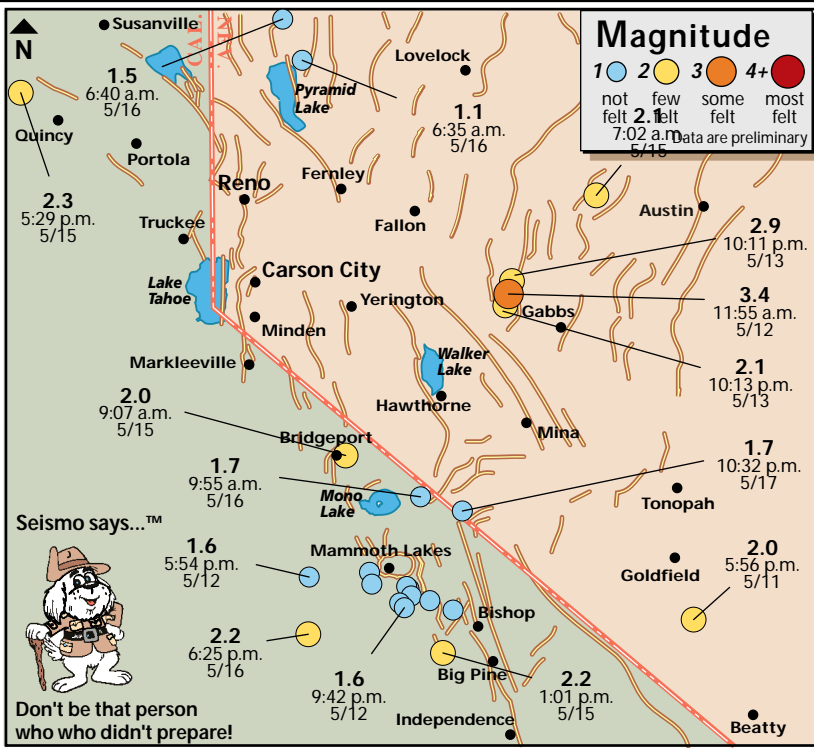 N
Susanville
CAL.
NEV.
Lovelock
Magnitude
1 2 3 4+
not felt
few felt
some felt
most felt
Data are preliminary
1.5
6:40 a.m.
5/16
Pyramid
Lake
1.1
6:35 a.m.
5/16
2.1
7:02 a.m.
5/15
Quincy
Portola
2.3
5:29 p.m.
5/15
Reno
Fernley
Truckee
Fallon
Austin
2.9
10:11 p.m.
5/13
Lake
Tahoe
Carson City
Yerington
Minden
Gabbs
3.4
11:55 a.m.
5/12
Markleeville
Walker
Lake
2.1
10:13 p.m.
5/13
2.0
9:07 a.m.
5/15
Hawthorne
Mina
Bridgeport
1.7
9:55 a.m.
5/16
Mono
Lake
1.7
10:32 p.m.
5/17
Tonopah
Seismo says...™
1.6
5:54 p.m.
5/12
Mammoth Lakes
Goldfield
2.0
5:56 p.m.
5/11
Bishop
2.2
6:25 p.m.
5/16
1.6
9:42 p.m.
5/12
Big Pine
2.2
1:01 p.m.
5/15
Independence
Beatty
Don't be that person
who who didn't prepare!